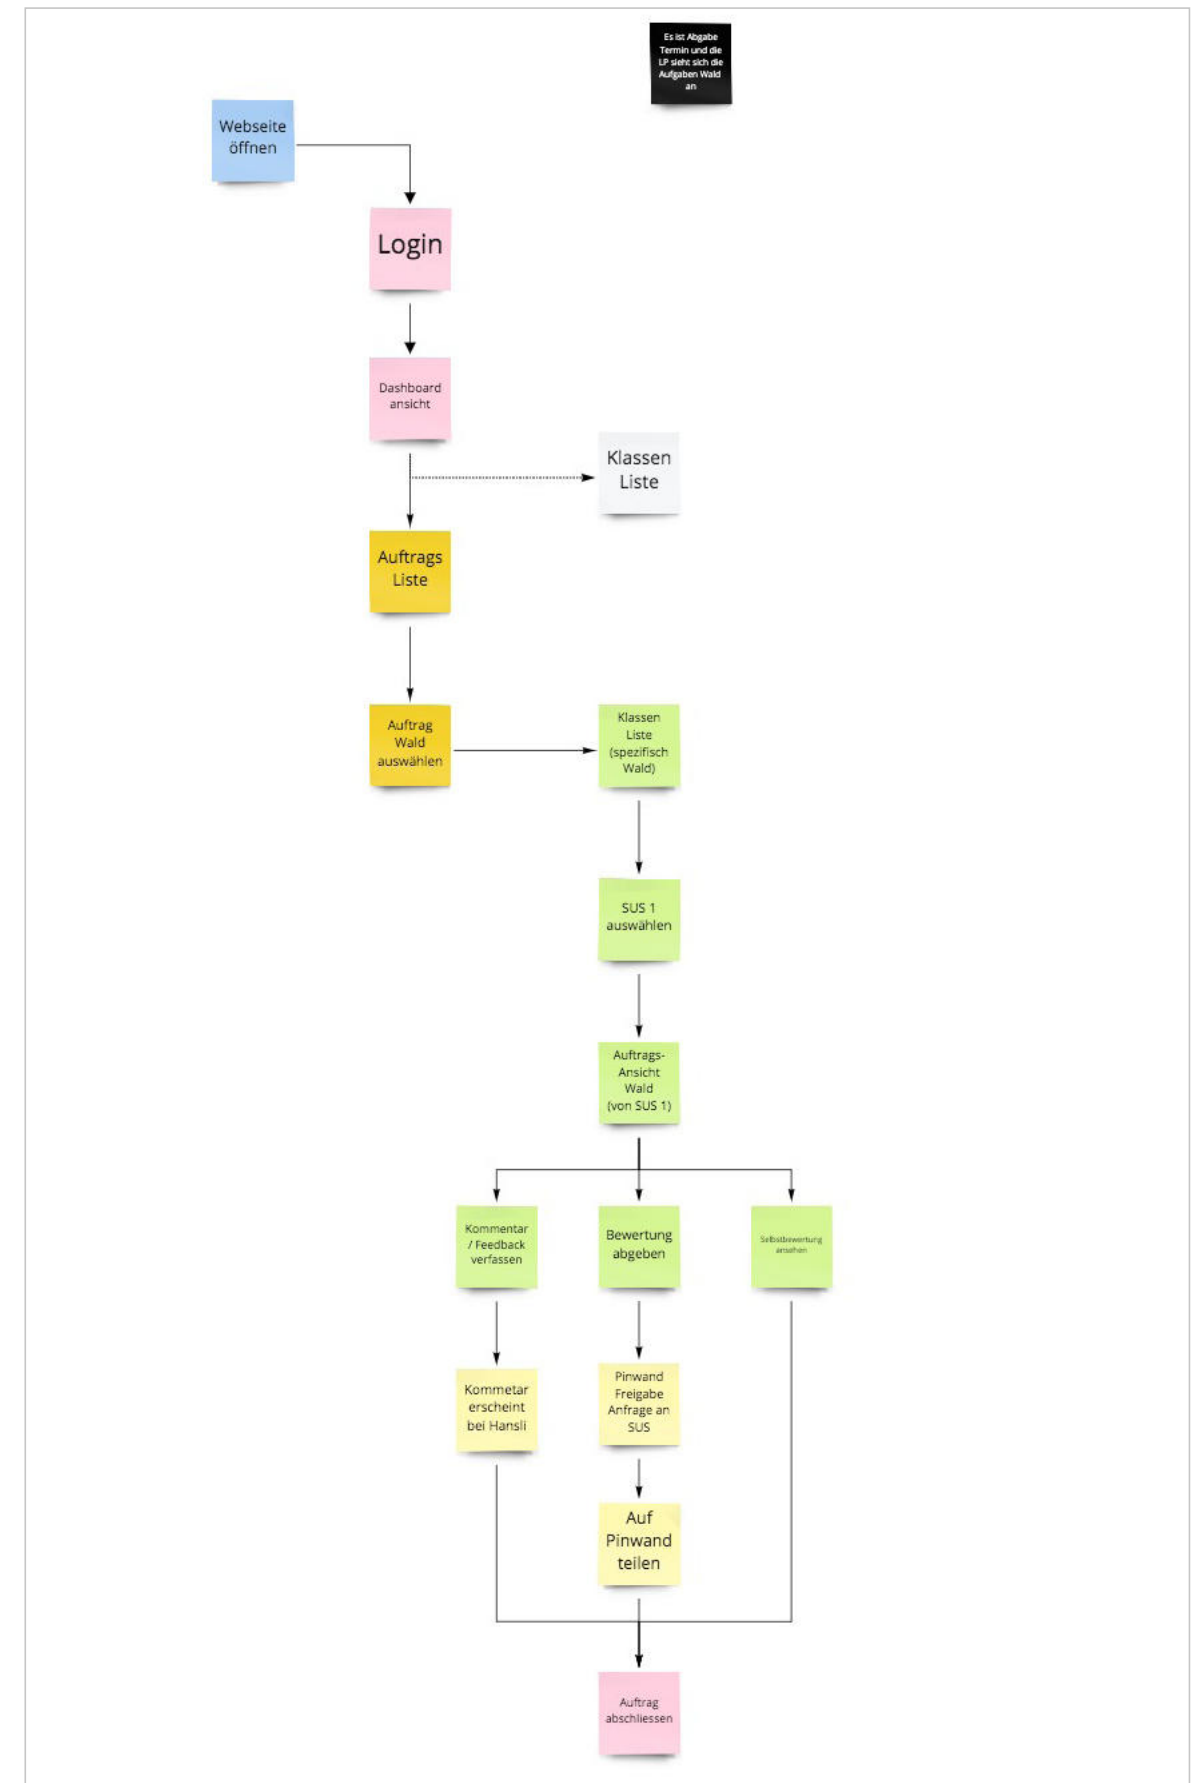 Es ist Abgabe
Termin und die
LP sieht sich die
Aufgaben Wald
an
Webseite
öffnen
Login
Dashboard
ansicht
Klassen
Liste
Auftrags
Liste
Auftrag
Wald
auswählen
Klassen
Liste
(spezifisch
Wald)
SUS 1
auswählen
Auftrags-
Ansicht
Wald
(von SUS 1)
Kommentar
/ Feedback
verfassen
Bewertung
abgeben
Selbstbewertung
ansehen
Kommetar
erscheint
bei Hansli
Pinwand
Freigabe
Anfrage an
SUS
Auf
Pinwand
teilen
Auftrag
abschliessen